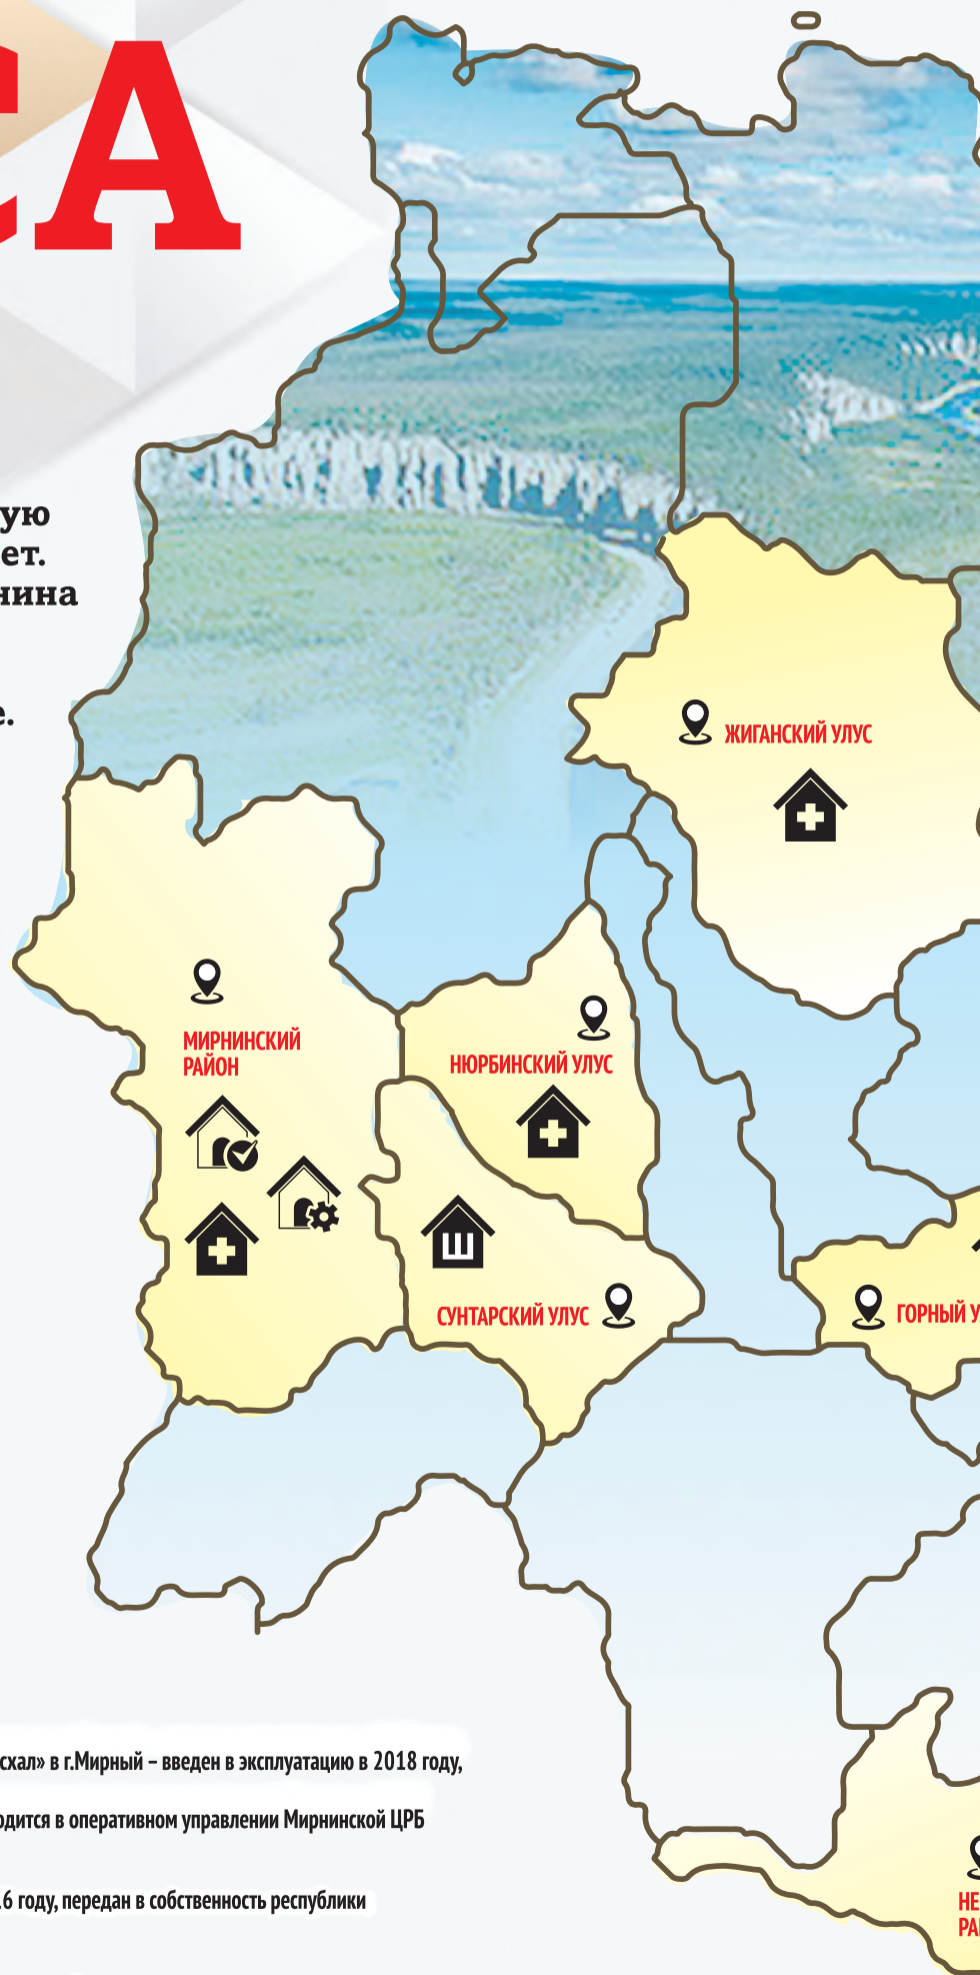 СА
ую
ет.
нина
е.
ЖИГАНСКИЙ УЛУС
МИРНИНСКИЙ
РАЙОН
НЮРБИНСКИЙ УЛУС
Ш
СУНТАРСКИЙ УЛУС
ГОРНЫЙ У
схал» в г.Мирный – введен в эксплуатацию в 2018 году,
одится в оперативном управлении Мирнинской ЦРБ
6 году, передан в собственность республики
НЕ
РА